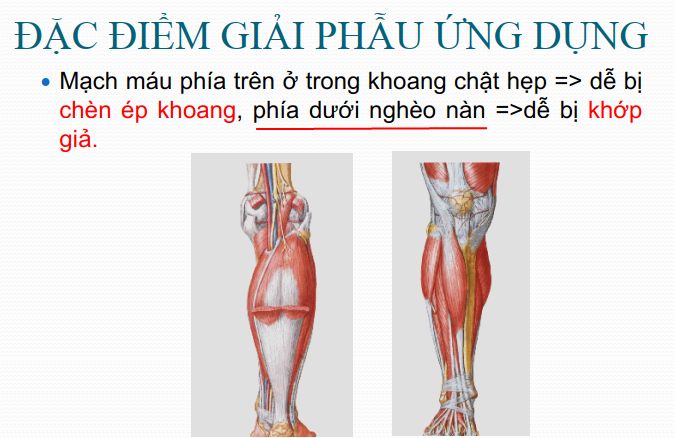 ĐẶC ĐIỂM GIẢI PHẪU ỨNG DỤNG
• Mạch máu phía trên ở trong khoang chật hẹp => dễ bị
chèn ép khoang, phía dưới nghèo nàn =>dễ bị khớp
giả.